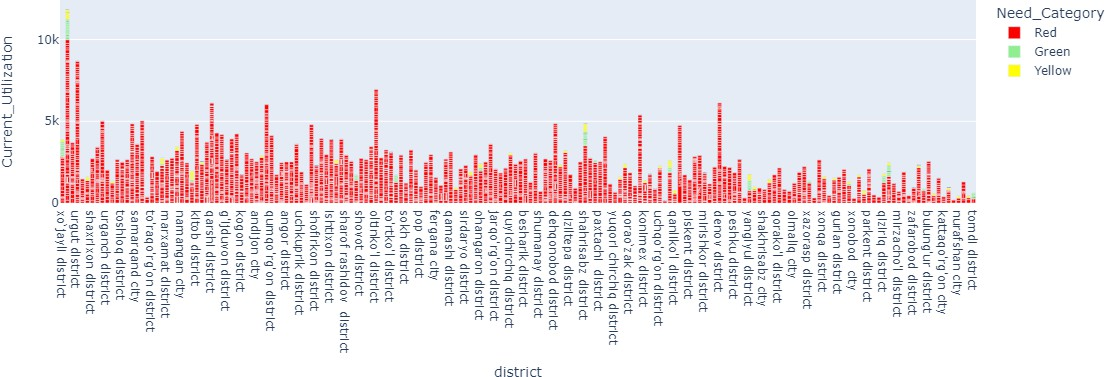 Need_Category
Red
Green
Yellow
Current_Utilization
10k
5k
0
xo`jayli district
urgut district
shaxrixon district
urganch district
toshloq district
samarqand city
to'raqo'rg'on district
marxamat district
namangan city
kitob district
qarshi district
g'ijduvon district
kogon district
andijon city
qumqo'rg'on district
angor district
uchkuprik district
shofirkon district
ishtixon district
sharof rashidov district
shovot district
oltinko'l district
to'rtko'l district
sokh district
pop district
fergana city
qamashi district
sirdaryo district
ohangaron district
jarqo'rg'on district
quyichirchiq district
besharik district
shumanay district
dehqonobod district
qiziltepa district
shahrisabz district
paxtachi district
yuqori chirchiq district
qorao'zak district
konimex district
uchqo'rg'on district
qanliko'l district
piskent district
mirishkor district
denov district
peshku district
yangiyul district
shakhrisabz city
qorako'l district
olmaliq city
xazorasp district
xonqa district
gurlan district
xonobod city
parkent district
qiziriq district
mirzacho'l district
zafarobod district
bulung'ur district
kattaqo'rg'on city
nurafshan city
tomdi district
district